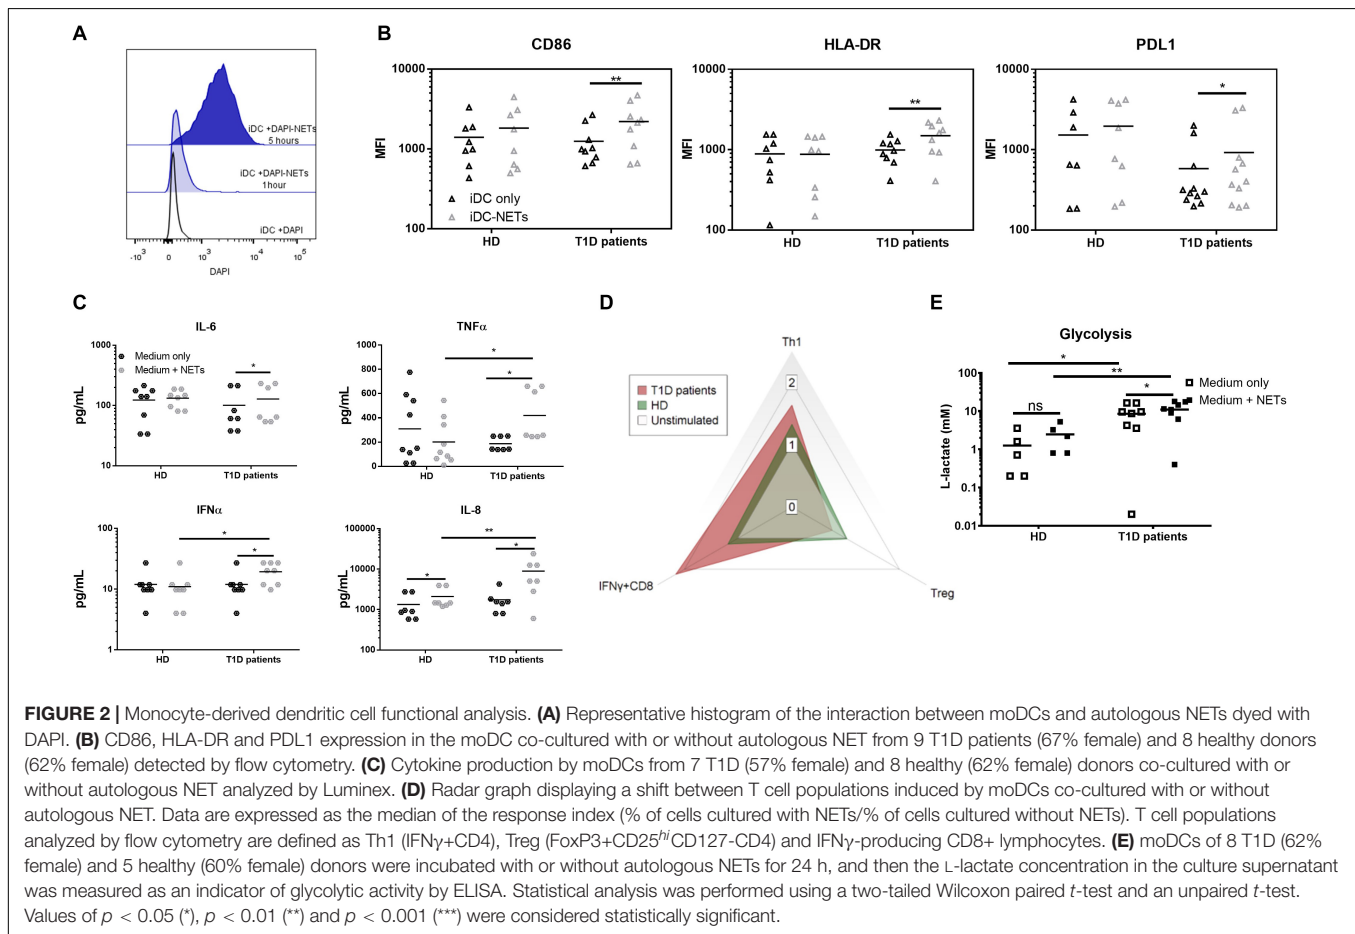 A
iDC +DAPI-NETs
5 hours
iDC +DAPI-NETs
1hour
iDC +DAPI
-10³ 0 10³ 10⁴ 10⁵
DAPI
B
CD86
HLA-DR
PDL1
MFI
10000
1000
100
**
iDC only
iDC-NETs
HD
T1D patients
MFI
10000
1000
100
**
HD
T1D patients
MFI
10000
1000
100
*
HD
T1D patients
C
IL-6
pg/mL
1000
100
10
Medium only
Medium + NETs
*
HD
T1D patients
TNFα
pg/mL
1000
800
600
400
200
0
*
*
HD
T1D patients
IFNα
pg/mL
100
10
1
*
*
HD
T1D patients
IL-8
pg/mL
100000
10000
1000
100
*
**
*
HD
T1D patients
D
Th1
2
1
0
T1D patients
HD
Unstimulated
IFNγ+CD8
Treg
E
Glycolysis
L-lactate (mM)
100
10
1
0.1
0.01
*
**
*
ns
Medium only
Medium + NETs
HD
T1D patients
FIGURE 2 | Monocyte-derived dendritic cell functional analysis. (A) Representative histogram of the interaction between moDCs and autologous NETs dyed with
DAPI. (B) CD86, HLA-DR and PDL1 expression in the moDC co-cultured with or without autologous NET from 9 T1D patients (67% female) and 8 healthy donors
(62% female) detected by flow cytometry. (C) Cytokine production by moDCs from 7 T1D (57% female) and 8 healthy (62% female) donors co-cultured with or
without autologous NET analyzed by Luminex. (D) Radar graph displaying a shift between T cell populations induced by moDCs co-cultured with or without
autologous NET. Data are expressed as the median of the response index (% of cells cultured with NETs/% of cells cultured without NETs). T cell populations
analyzed by flow cytometry are defined as Th1 (IFNγ+CD4), Treg (FoxP3+CD25ʰⁱCD127-CD4) and IFNγ-producing CD8+ lymphocytes. (E) moDCs of 8 T1D (62%
female) and 5 healthy (60% female) donors were incubated with or without autologous NETs for 24 h, and then the L-lactate concentration in the culture supernatant
was measured as an indicator of glycolytic activity by ELISA. Statistical analysis was performed using a two-tailed Wilcoxon paired t-test and an unpaired t-test.
Values of p < 0.05 (*), p < 0.01 (**) and p < 0.001 (***) were considered statistically significant.